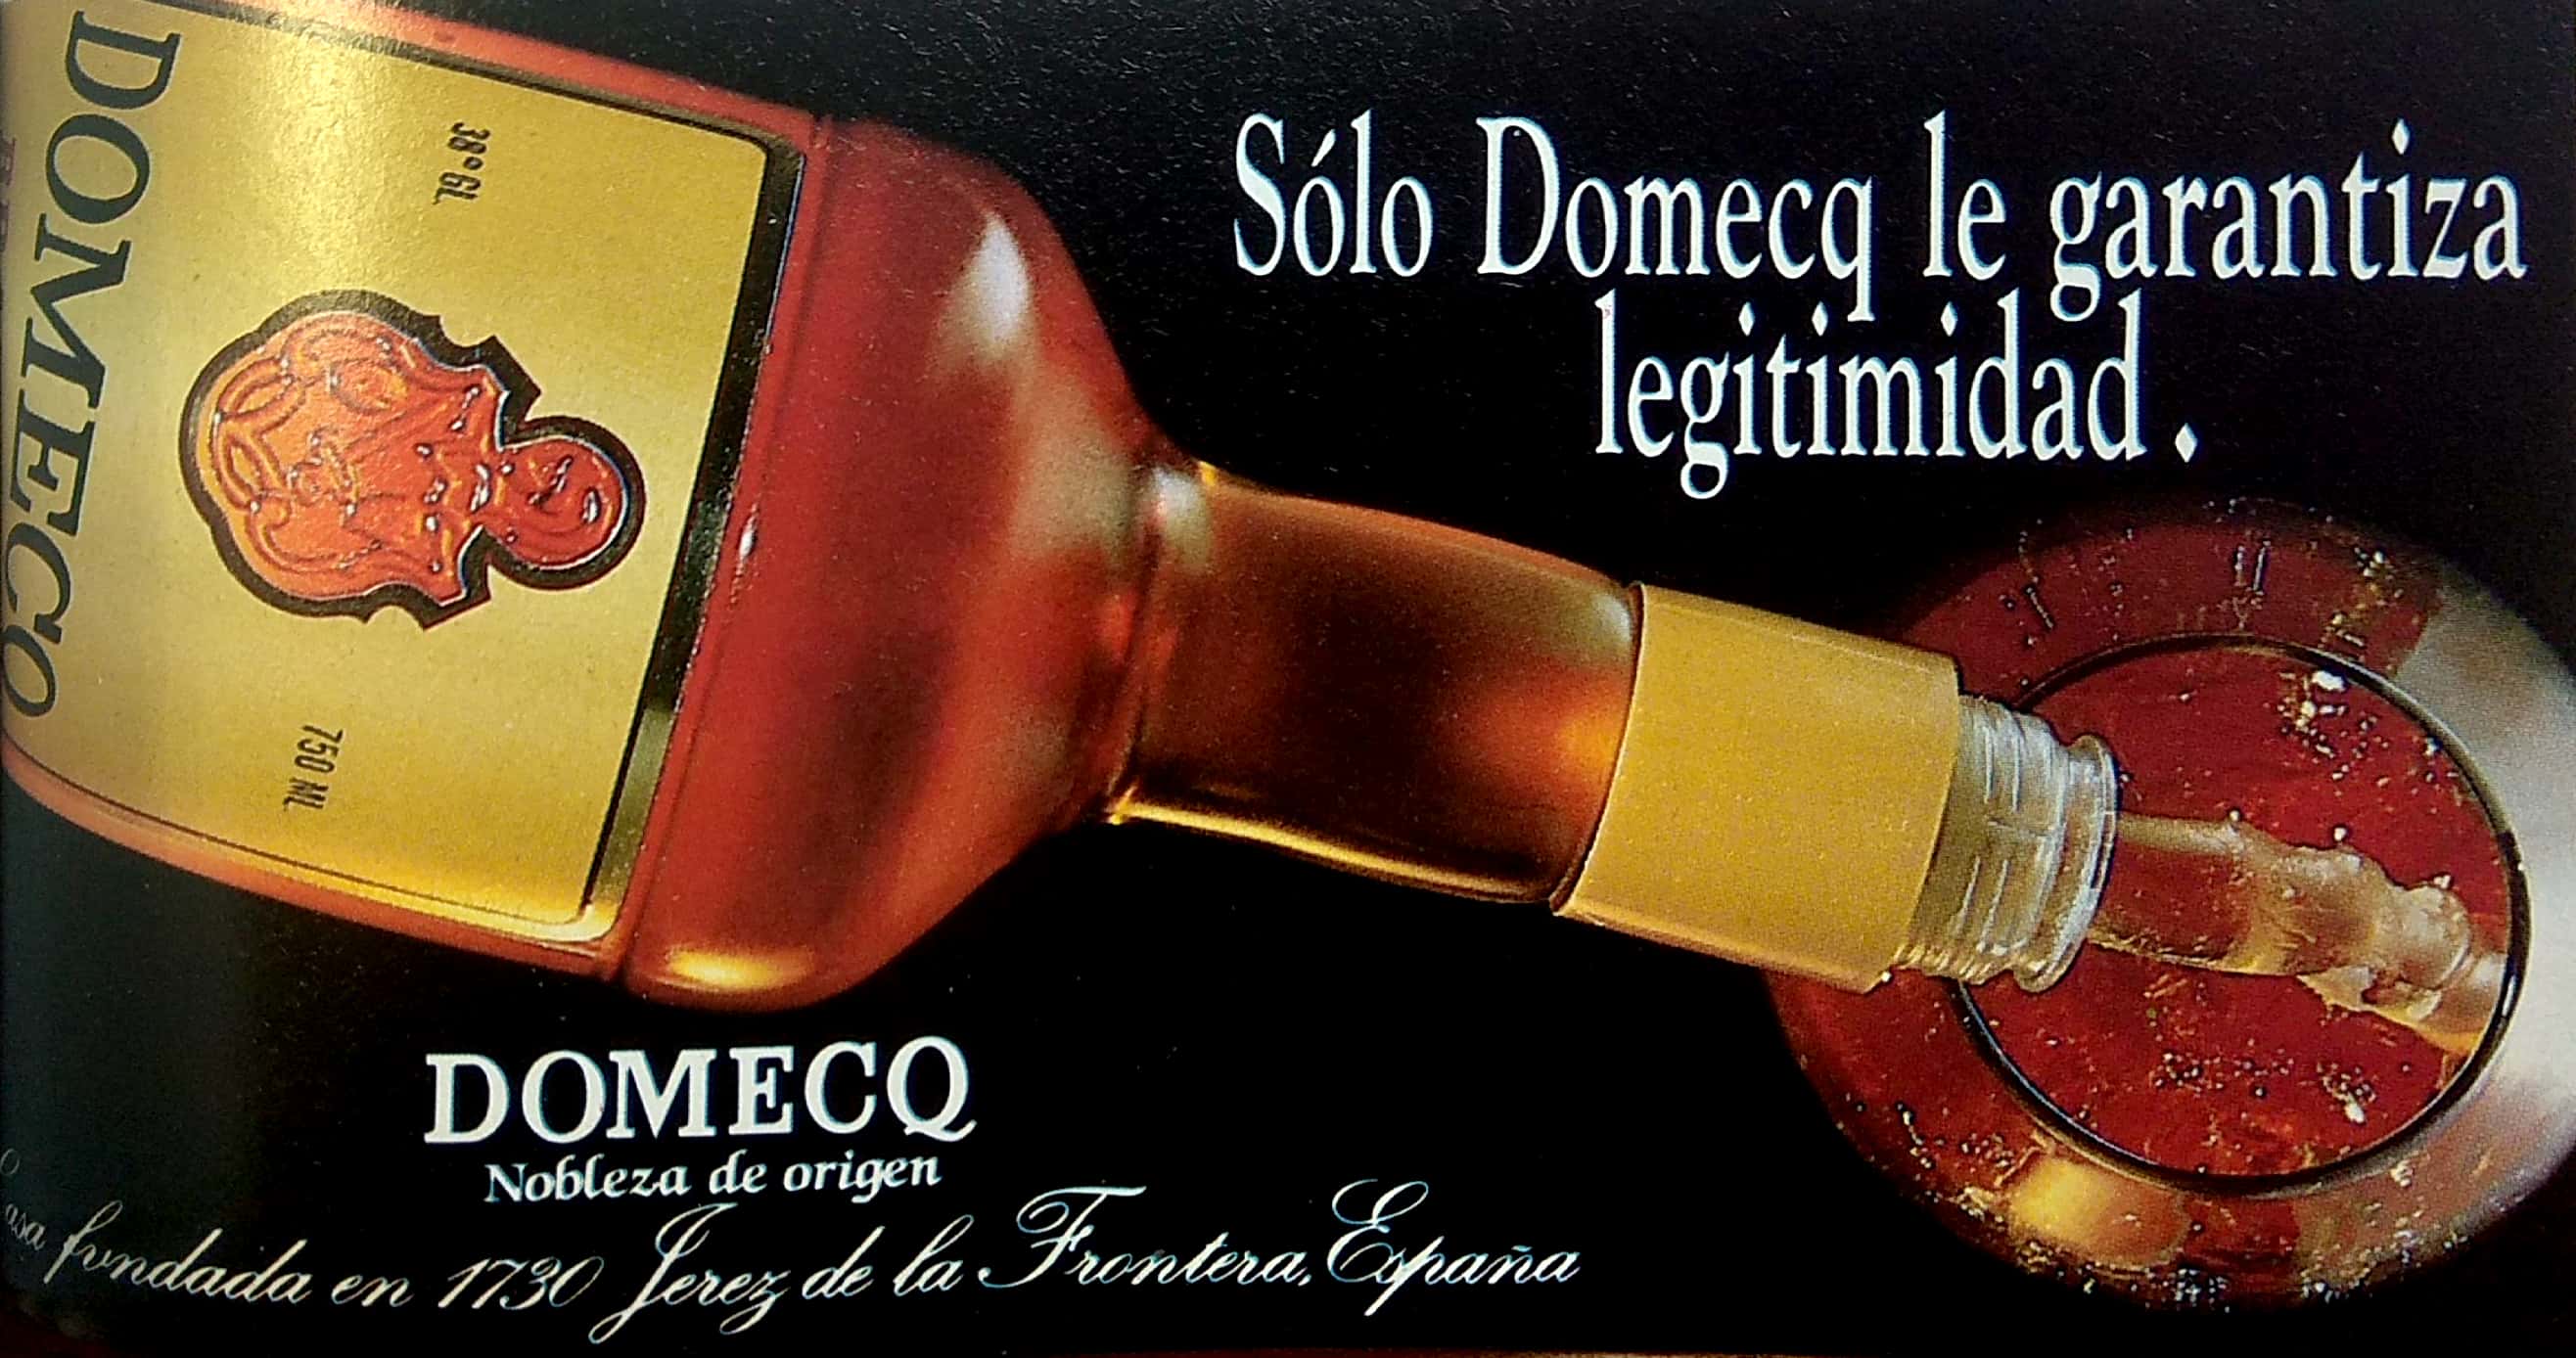 Sólo Domecq le garantiza
legitimidad.
DOMECQ
38° GL
750 ML
DOMECQ
Nobleza de origen
Casa fundada en 1730 Jerez de la Frontera, España